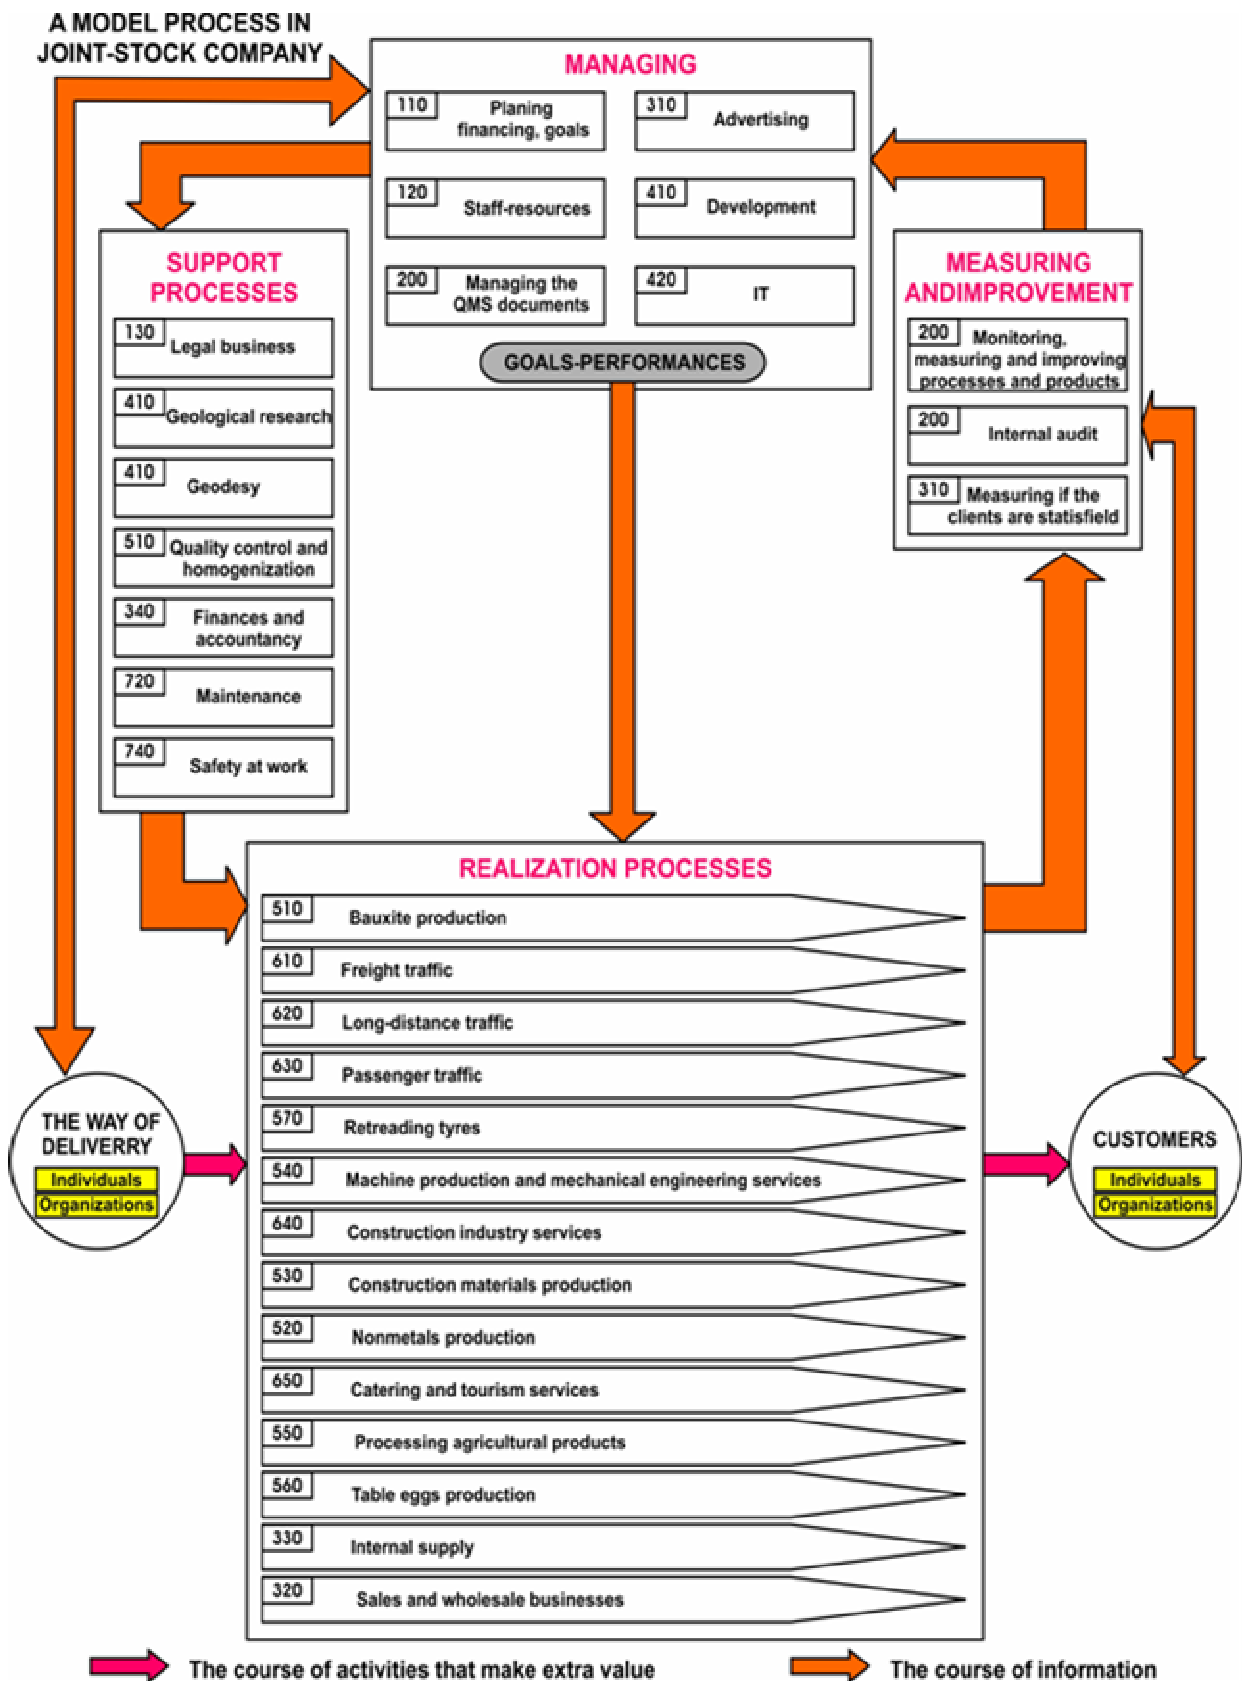 A MODEL PROCESS IN
JOINT-STOCK COMPANY
MANAGING
110
Planing
financing, goals
310
Advertising
120
Staff-resources
410
Development
200
Managing the
QMS documents
420
IT
GOALS-PERFORMANCES
SUPPORT
PROCESSES
130
Legal business
410
Geological research
410
Geodesy
510
Quality control and
homogenization
340
Finances and
accountancy
720
Maintenance
740
Safety at work
MEASURING
ANDIMPROVEMENT
200
Monitoring,
measuring and improving
processes and products
200
Internal audit
310
Measuring if the
clients are statisfield
REALIZATION PROCESSES
510
Bauxite production
610
Freight traffic
620
Long-distance traffic
630
Passenger traffic
570
Retreading tyres
540
Machine production and mechanical engineering services
640
Construction industry services
530
Construction materials production
520
Nonmetals production
650
Catering and tourism services
550
Processing agricultural products
560
Table eggs production
330
Internal supply
320
Sales and wholesale businesses
THE WAY OF
DELIVERRY
Individuals
Organizations
CUSTOMERS
Individuals
Organizations
The course of activities that make extra value
The course of information